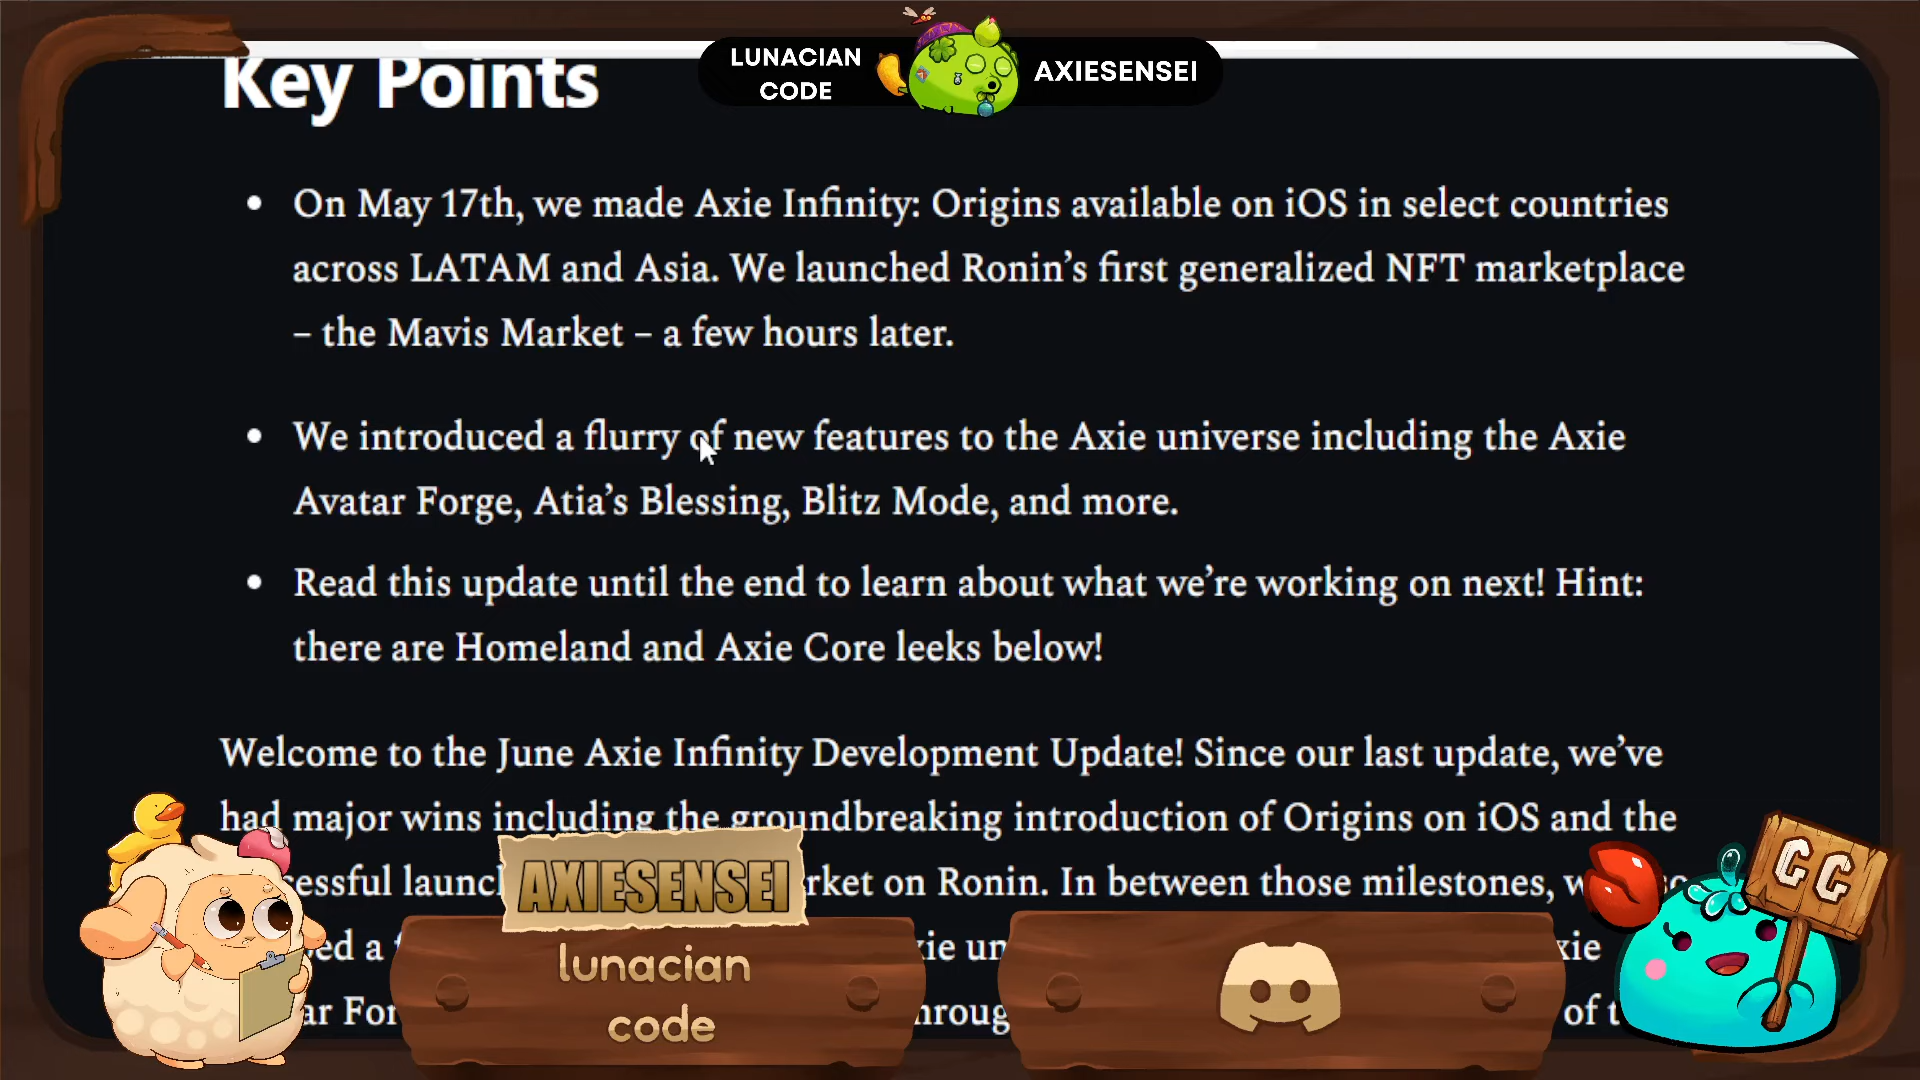 LUNACIAN
CODE
AXIESENSEI
Key Points
On May 17th, we made Axie Infinity: Origins available on iOS in select countries
across LATAM and Asia. We launched Ronin’s first generalized NFT marketplace
– the Mavis Market – a few hours later.
We introduced a flurry of new features to the Axie universe including the Axie
Avatar Forge, Atia’s Blessing, Blitz Mode, and more.
Read this update until the end to learn about what we’re working on next! Hint:
there are Homeland and Axie Core leeks below!
Welcome to the June Axie Infinity Development Update! Since our last update, we’ve
had major wins including the groundbreaking introduction of Origins on iOS and the
on Ronin. In between those milestones,
a
of
AXIESENSEI
lunacian
code
CC